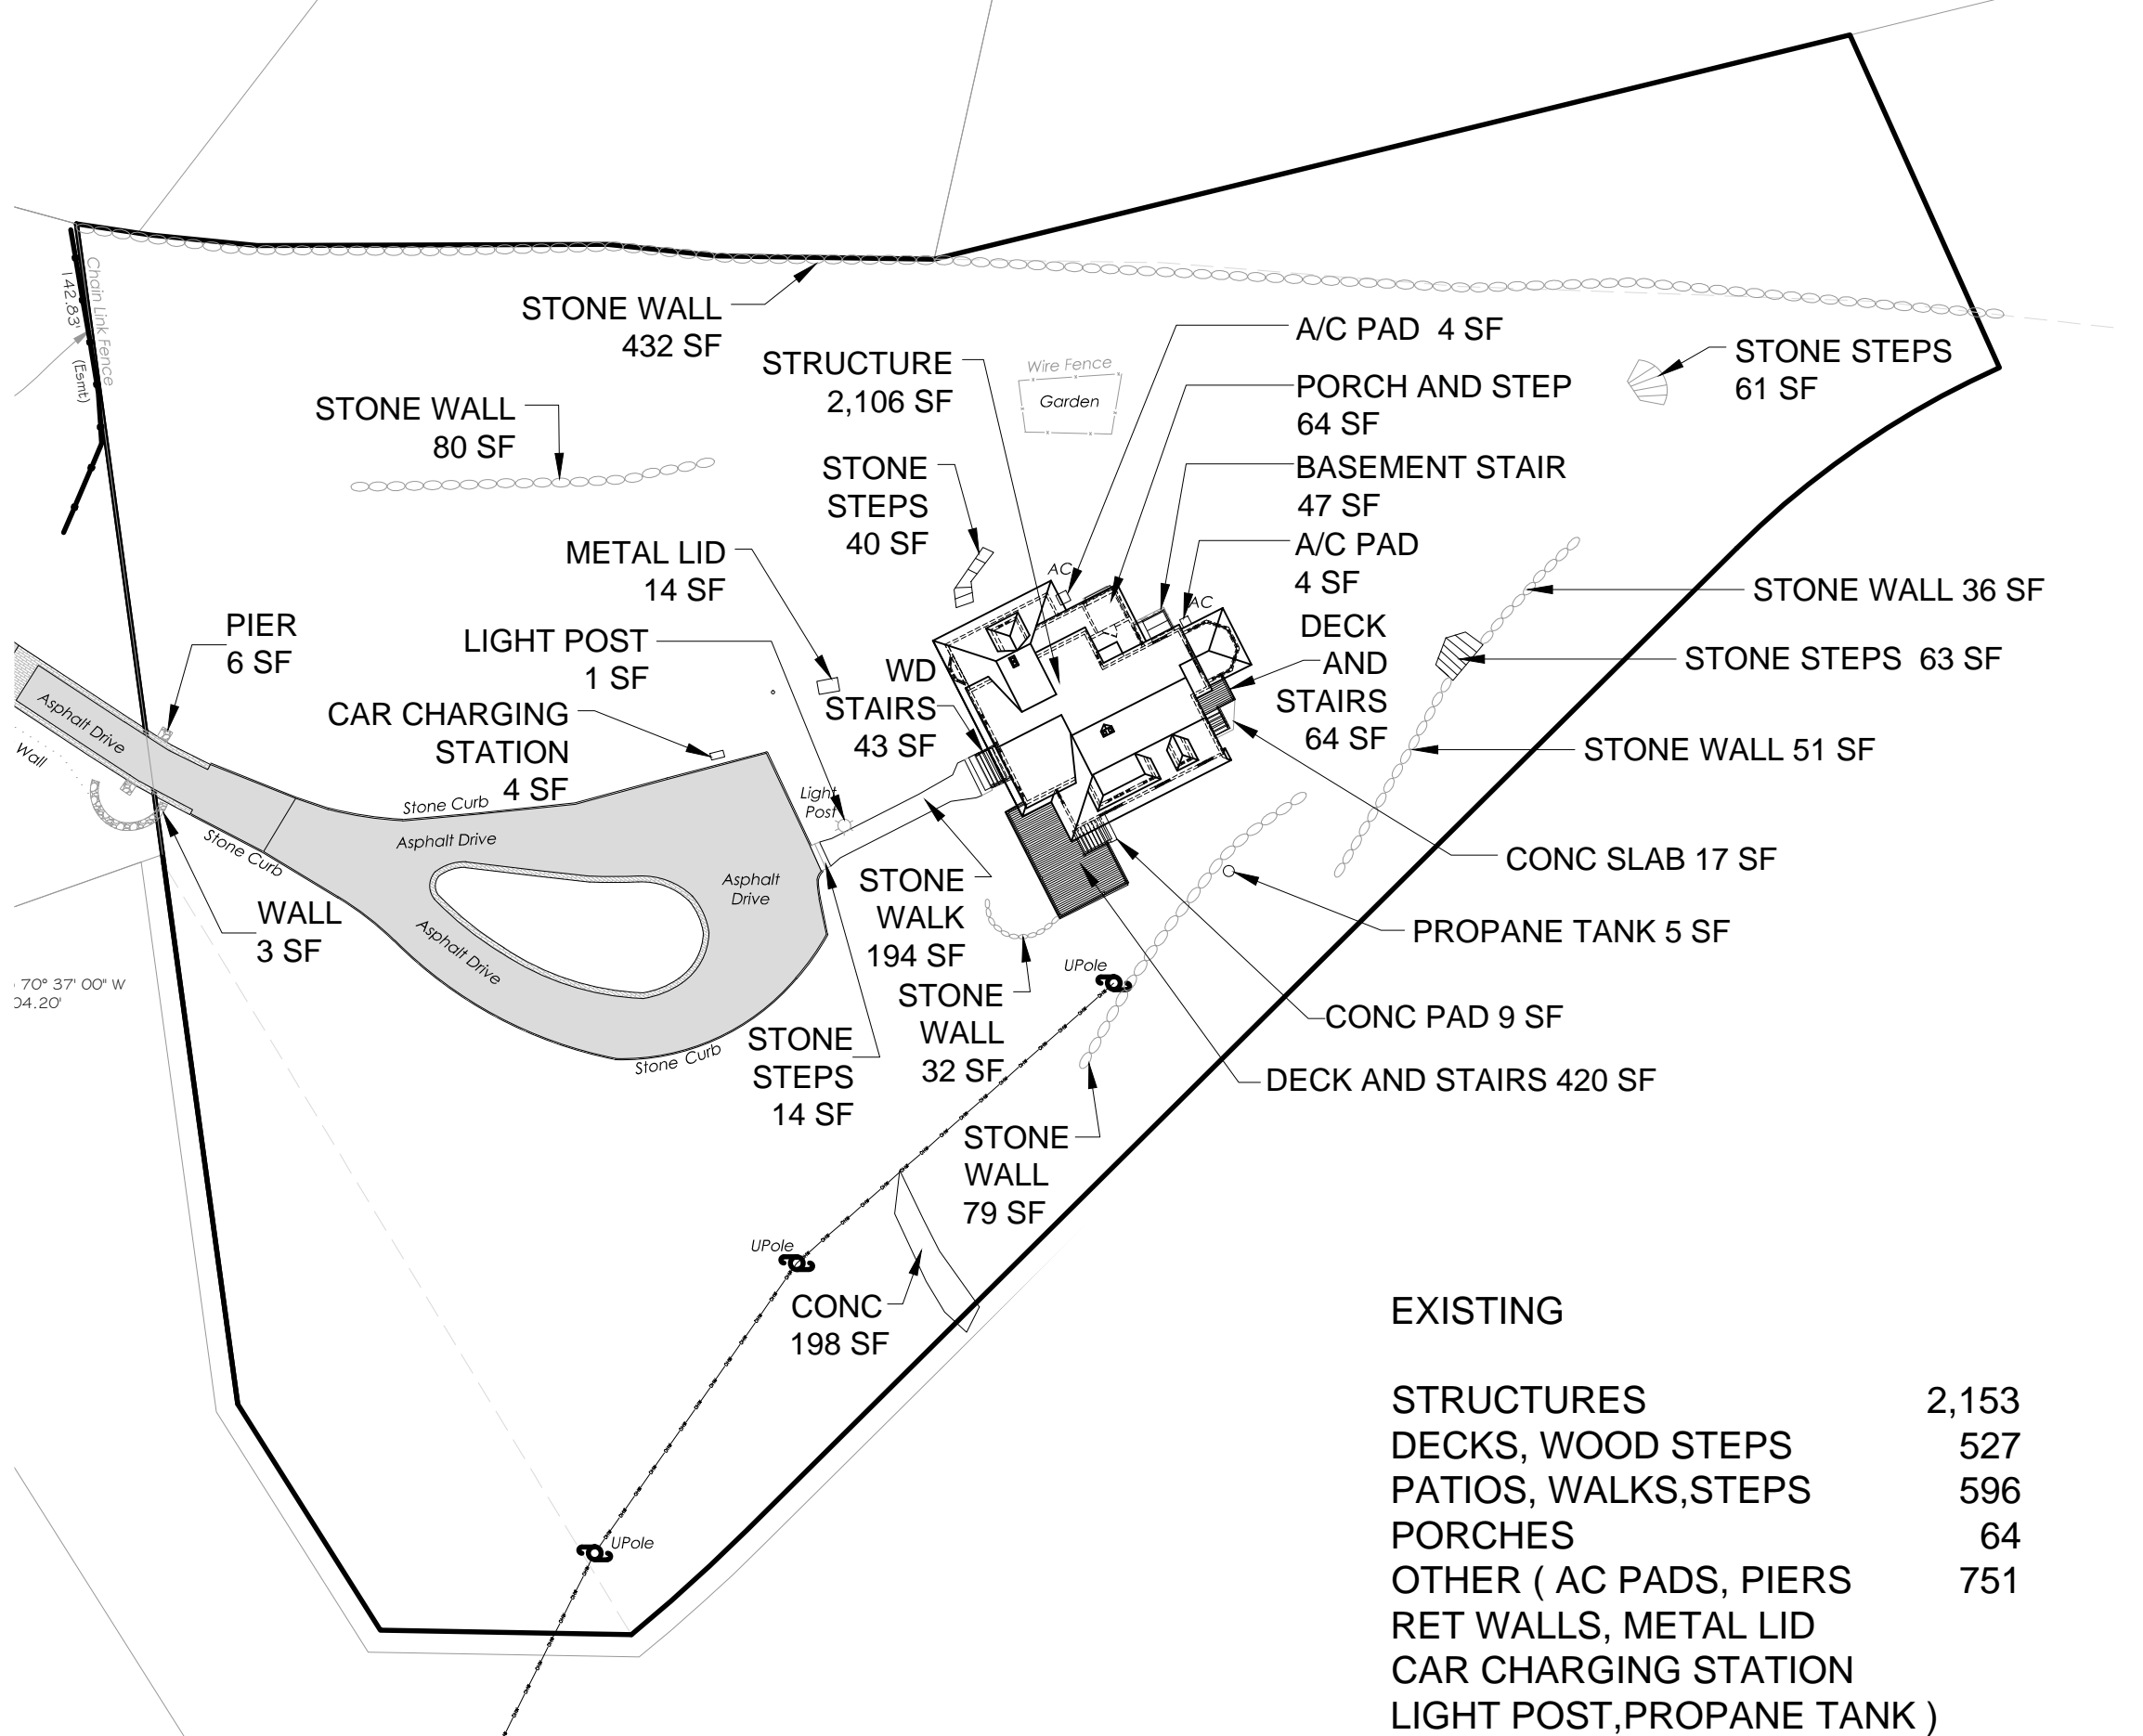 Chain Link Fence
142.83'
(Esmt)
STONE WALL
432 SF
STONE WALL
80 SF
STRUCTURE
2,106 SF
Wire Fence
Garden
A/C PAD 4 SF
PORCH AND STEP
64 SF
BASEMENT STAIR
47 SF
A/C PAD
4 SF
STONE STEPS
61 SF
STONE
STEPS
40 SF
METAL LID
14 SF
AC
AC
DECK
AND
STAIRS
64 SF
STONE WALL 36 SF
STONE STEPS 63 SF
STONE WALL 51 SF
PIER
6 SF
LIGHT POST
1 SF
WD
STAIRS
43 SF
CAR CHARGING
STATION
4 SF
Asphalt Drive
Wall
Stone Curb
Light
Post
Asphalt Drive
Stone Curb
Asphalt
Drive
Asphalt Drive
WALL
3 SF
STONE
WALK
194 SF
CONC SLAB 17 SF
PROPANE TANK 5 SF
70° 37' 00" W
04.20'
UPole
STONE
WALL
32 SF
CONC PAD 9 SF
STONE
STEPS
14 SF
Stone Curb
DECK AND STAIRS 420 SF
STONE
WALL
79 SF
UPole
CONC
198 SF
UPole
EXISTING
STRUCTURES 2,153
DECKS, WOOD STEPS 527
PATIOS, WALKS,STEPS 596
PORCHES 64
OTHER ( AC PADS, PIERS 751
RET WALLS, METAL LID
CAR CHARGING STATION
LIGHT POST,PROPANE TANK )